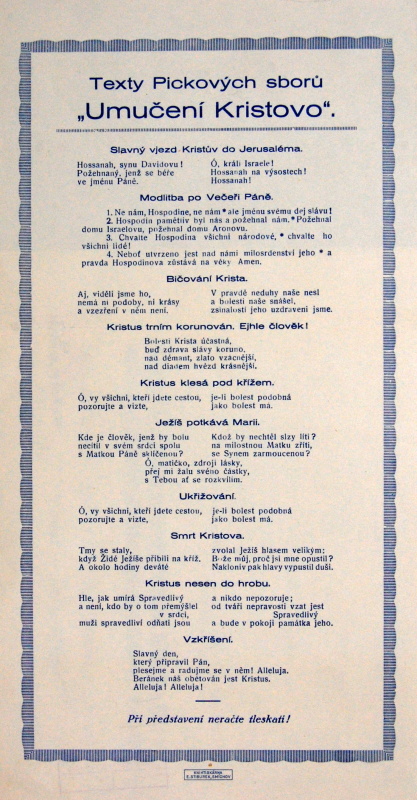 Texty Pickových sborů
„Umučení Kristovo“.
Slavný vjezd Kristův do Jerusaléma.
Hossanah, synu Davidovu! Ó, králi Israele!
Požehnaný, jenž se béře Hossanah na výsostech!
ve jménu Páně. Hossanah!
Modlitba po Večeři Páně.
1. Ne nám, Hospodine, ne nám * ale jménu svému dej slávu!
2. Hospodin pamětliv byl nás a požehnal nám, * Požehnal
domu Israelovu, požehnal domu Aronovu.
3. Chvalte Hospodina všichni národové, * chvalte ho
všichni lidé!
4. Neboť utvrzeno jest nad námi milosrdenství jeho * a
pravda Hospodinova zůstává na věky Amen.
Bičování Krista.
Aj, viděli jsme ho, V pravdě neduhy naše nesl
nemá ni podoby, ni krásy a bolesti naše snášel,
a vzezření v něm není. zsinalostí jeho uzdraveni jsme.
Kristus trním korunován. Ejhle člověk!
Bolestí Krista účastná,
buď zdráva slávy koruno,
nad démant, zlato vzácnější,
nad diadem hvězd krásnější,
Kristus klesá pod křížem.
Ó, vy všichni, kteří jdete cestou, je-li bolest podobná
pozorujte a vizte, jako bolest má.
Ježíš potkává Marii.
Kde je člověk, jenž by bolu Kdož by nechtěl slzy líti?
necítil v svém srdci spolu na milostnou Matku zříti,
s Matkou Páně sklíčenou? se Synem zarmoucenou?
Ó, matičko, zdroji lásky,
přej mi žalu svého částky,
s Tebou ať se rozkvílím.
Ukřižování.
Ó, vy všichni, kteří jdete cestou, je-li bolest podobná
pozorujte a vizte, jako bolest má.
Smrt Kristova.
Tmy se staly, zvolal Ježíš hlasem velikým:
když Židé Ježíše přibili na kříž. Bože můj, proč jsi mne opustil?
A okolo hodiny deváté Nakloniv pak hlavy vypustil duši.
Kristus nesen do hrobu.
Hle, jak umírá Spravedlivý a nikdo nepozoruje;
a není, kdo by o tom přemýšlel od tváři nepravosti vzat jest
v srdci, Spravedlivý
muži spravedliví odňati jsou a bude v pokoji památka jeho.
Vzkříšení.
Slavný den,
který připravil Pán,
plesejme a radujme se v něm! Alleluja.
Beránek náš obětován jest Kristus.
Alleluja! Alleluja!
Při představení neračte tleskati!
KNIHTISKÁRNA
E. STIBUREK, SMÍCHOV